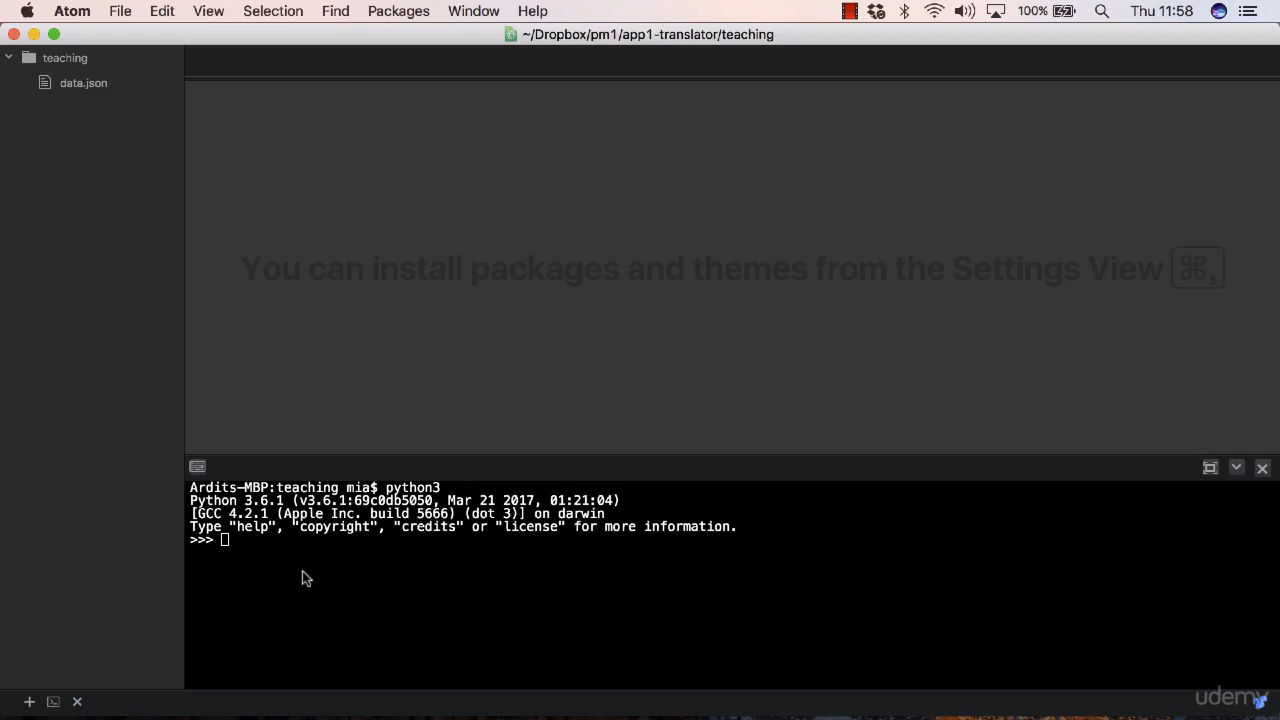 Atom File Edit View Selection Find Packages Window Help 100% Thu 11:58
~/Dropbox/pm1/app1-translator/teaching
teaching
data.json
You can install packages and themes from the Settings View ⌘,
Ardits-MBP:teaching mia$ python3
Python 3.6.1 (v3.6.1:69c0db5050, Mar 21 2017, 01:21:04)
[GCC 4.2.1 (Apple Inc. build 5666) (dot 3)] on darwin
Type "help", "copyright", "credits" or "license" for more information.
>>>
udemy